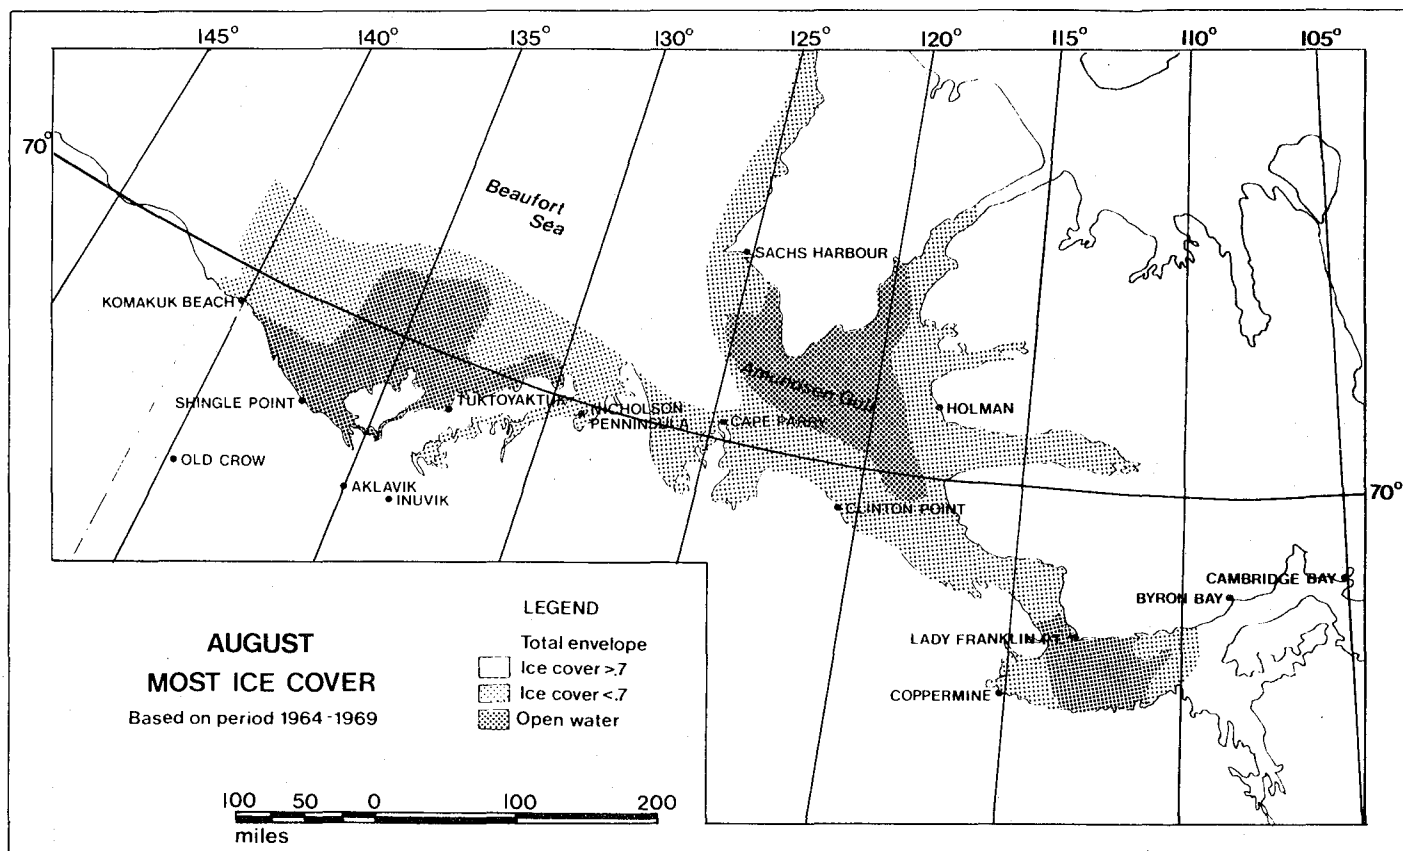 145° 140° 135° 130° 125° 120° 115° 110° 105°
70°
Beaufort
Sea
SACHS HARBOUR
KOMAKUK BEACH
Amundsen Gulf
SHINGLE POINT
TUKTOYAKTUK
NICHOLSON
PENNINSULA
CAPE PARRY
HOLMAN
OLD CROW
AKLAVIK
INUVIK
70°
CLINTON POINT
CAMBRIDGE BAY
BYRON BAY
LADY FRANKLIN PT
COPPERMINE
AUGUST
MOST ICE COVER
Based on period 1964-1969
LEGEND
Total envelope
Ice cover >.7
Ice cover <.7
Open water
100 50 0 100 200
miles